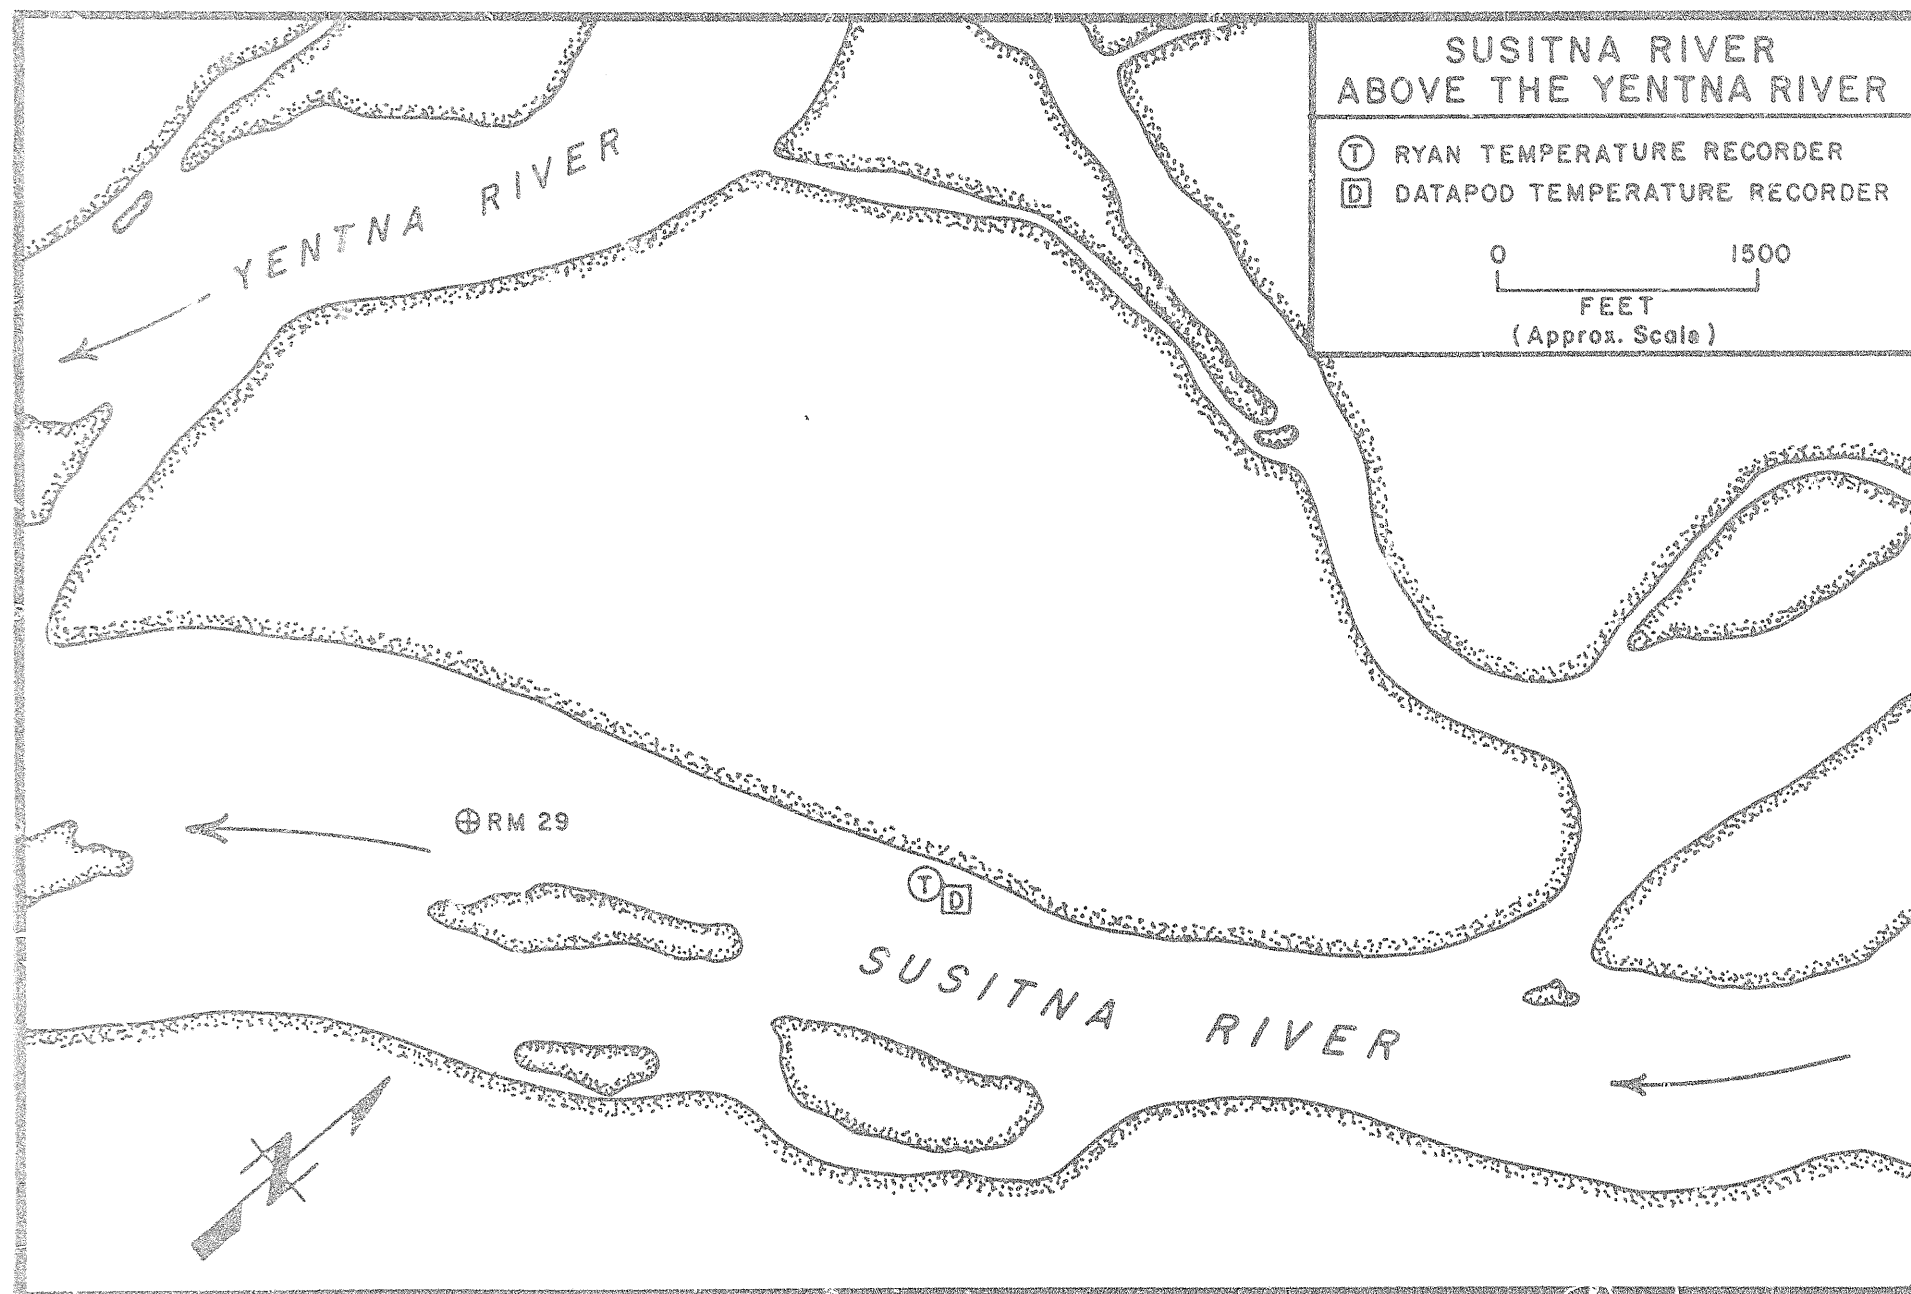 SUSITNA RIVER
ABOVE THE YENTNA RIVER
T RYAN TEMPERATURE RECORDER
D DATAPOD TEMPERATURE RECORDER
0 1500
FEET
(Approx. Scale)
YENTNA RIVER
RM 29
T
D
SUSITNA RIVER
N